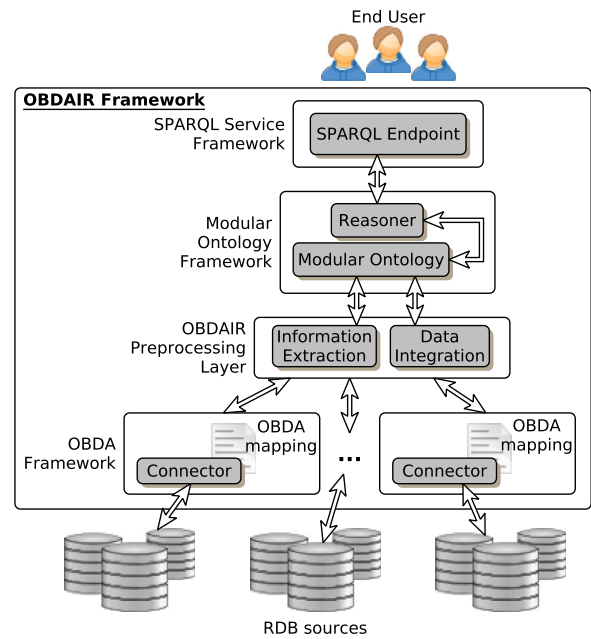 End User
OBDAIR Framework
SPARQL Service
Framework
SPARQL Endpoint
Modular
Ontology
Framework
Reasoner
Modular Ontology
OBDAIR
Preprocessing
Layer
Information
Extraction
Data
Integration
OBDA
Framework
OBDA
mapping
Connector
...
OBDA
mapping
Connector
RDB sources